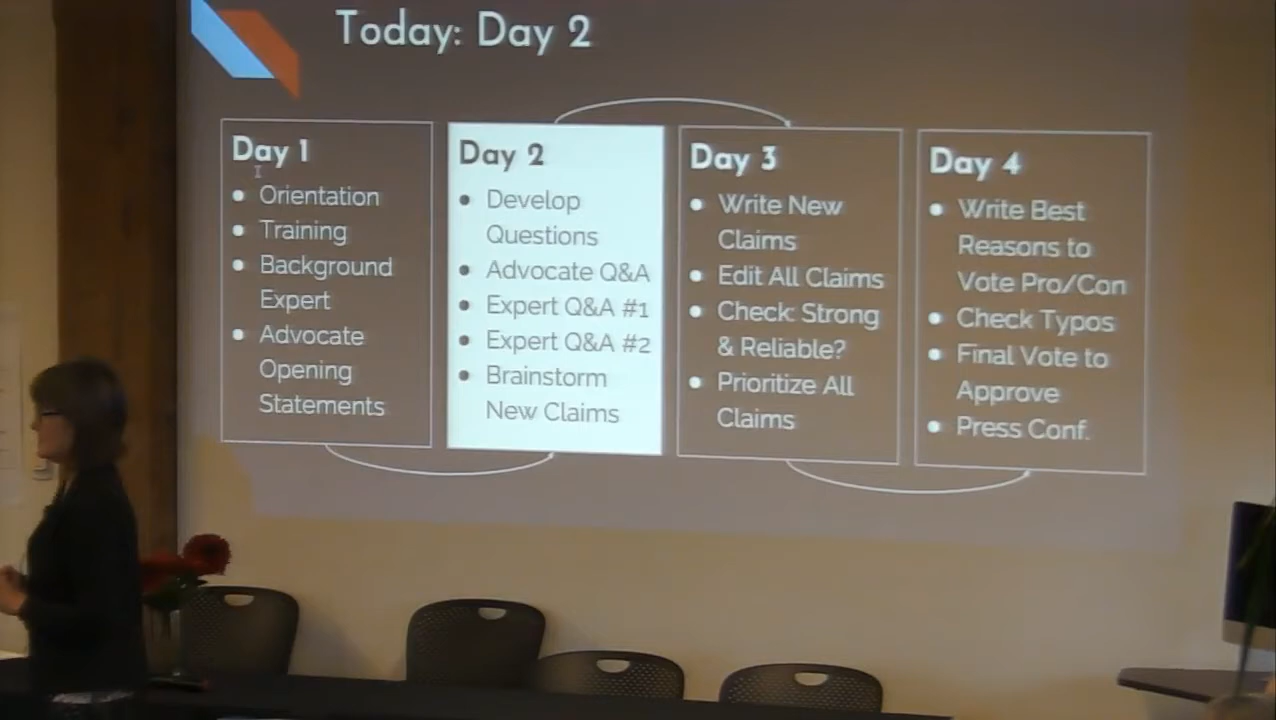 Today: Day 2
Day 1
• Orientation
• Training
• Background
Expert
• Advocate
Opening
Statements
Day 2
• Develop
Questions
• Advocate Q&A
• Expert Q&A #1
• Expert Q&A #2
• Brainstorm
New Claims
Day 3
• Write New
Claims
• Edit All Claims
• Check: Strong
& Reliable?
• Prioritize All
Claims
Day 4
• Write Best
Reasons to
Vote Pro/Con
• Check Typos
• Final Vote to
Approve
• Press Conf.